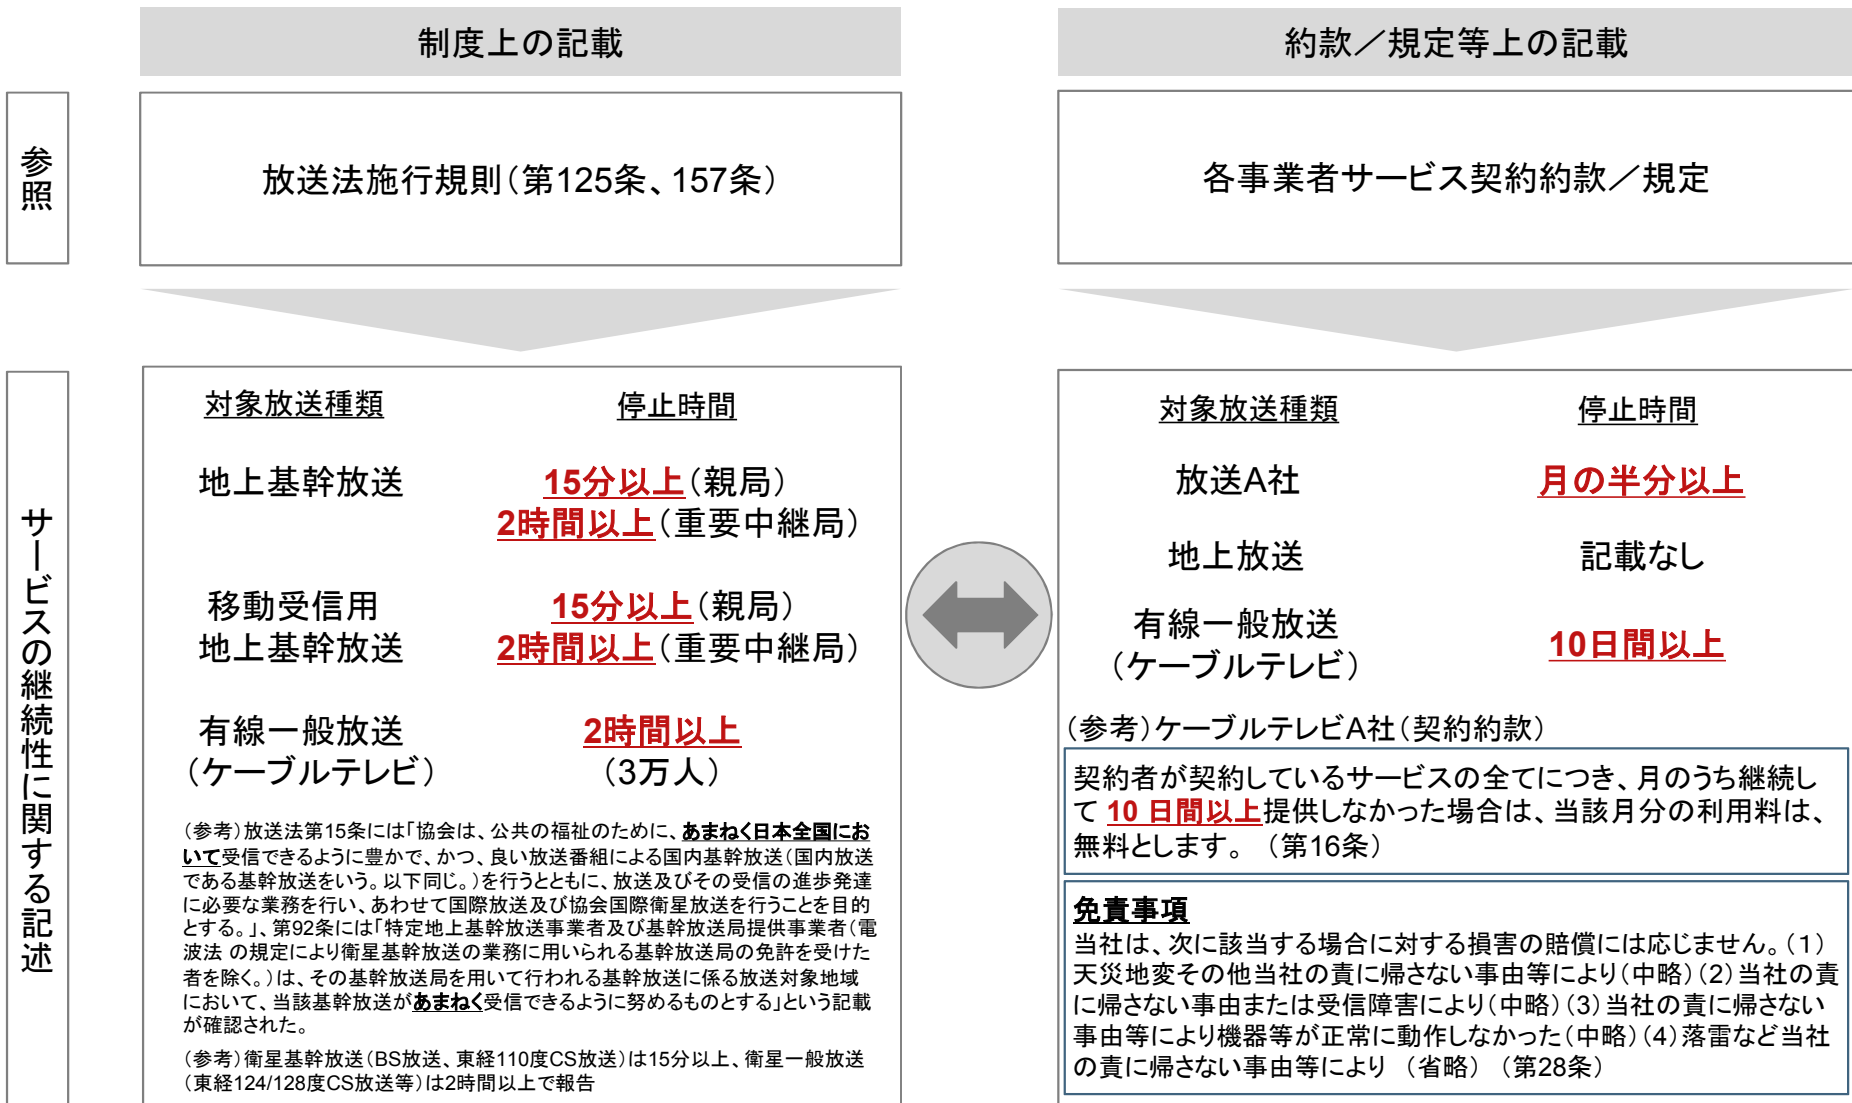 制度上の記載
約款／規定等上の記載
参照
放送法施行規則（第125条、157条）
各事業者サービス契約約款／規定
サービスの継続性に関する記述
対象放送種類　停止時間
地上基幹放送　15分以上（親局）
2時間以上（重要中継局）
移動受信用　15分以上（親局）
地上基幹放送　2時間以上（重要中継局）
有線一般放送　2時間以上
（ケーブルテレビ）　（3万人）
（参考）放送法第15条には「協会は、公共の福祉のために、あまねく日本全国にお
いて受信できるように豊かで、かつ、良い放送番組による国内基幹放送（国内放送
である基幹放送をいう。以下同じ。）を行うとともに、放送及びその受信の進歩発達
に必要な業務を行い、あわせて国際放送及び協会国際衛星放送を行うことを目的
とする。」、第92条には「特定地上基幹放送事業者及び基幹放送局提供事業者（電
波法 の規定により衛星基幹放送の業務に用いられる基幹放送局の免許を受けた
者を除く。）は、その基幹放送局を用いて行われる基幹放送に係る放送対象地域
において、当該基幹放送があまねく受信できるように努めるものとする」という記載
が確認された。
（参考）衛星基幹放送（BS放送、東経110度CS放送）は15分以上、衛星一般放送
（東経124/128度CS放送等）は2時間以上で報告
対象放送種類　停止時間
放送A社　月の半分以上
地上放送　記載なし
有線一般放送
（ケーブルテレビ）　10日間以上
（参考）ケーブルテレビA社（契約約款）
契約者が契約しているサービスの全てにつき、月のうち継続し
て 10 日間以上提供しなかった場合は、当該月分の利用料は、
無料とします。 （第16条）
免責事項
当社は、次に該当する場合に対する損害の賠償には応じません。（1）
天災地変その他当社の責に帰さない事由等により（中略）（2）当社の責
に帰さない事由または受信障害により（中略）（3）当社の責に帰さない
事由等により機器等が正常に動作しなかった（中略）（4）落雷など当社
の責に帰さない事由等により （省略） （第28条）